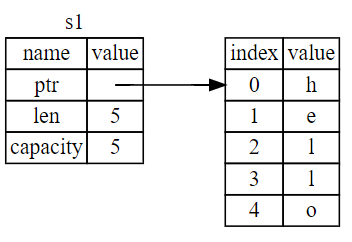 s1
name value
ptr
len 5
capacity 5
index value
0 h
1 e
2 l
3 l
4 o